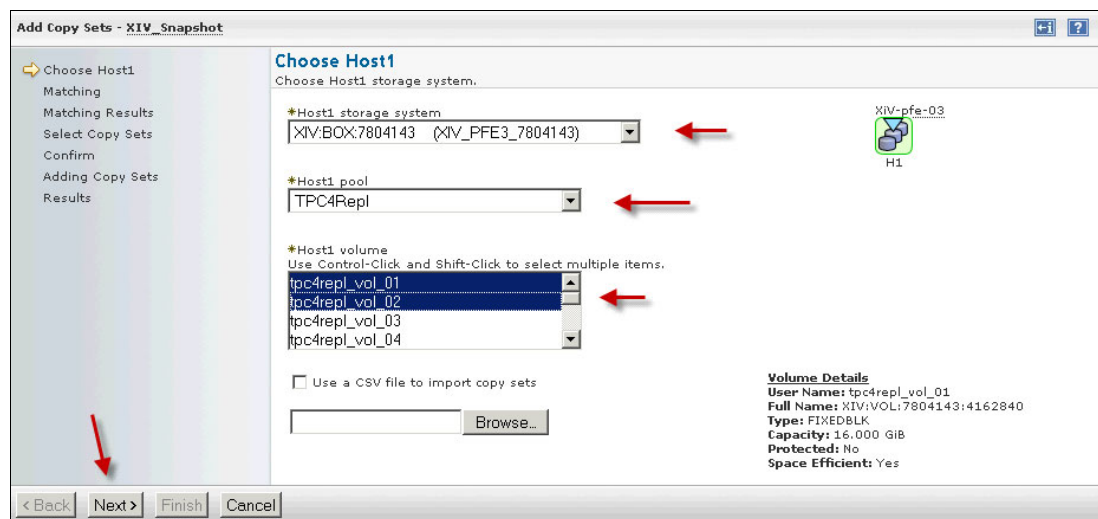 Add Copy Sets - XIV_Snapshot
?
Choose Host1
Matching
Matching Results
Select Copy Sets
Confirm
Adding Copy Sets
Results
Choose Host1
Choose Host1 storage system.
*Host1 storage system
XIV:BOX:7804143 (XIV_PFE3_7804143)
*Host1 pool
TPC4Repl
*Host1 volume
Use Control-Click and Shift-Click to select multiple items.
tpc4repl_vol_01
tpc4repl_vol_02
tpc4repl_vol_03
tpc4repl_vol_04
Use a CSV file to import copy sets
Browse...
XiV-pfe-03
H1
Volume Details
User Name: tpc4repl_vol_01
Full Name: XIV:VOL:7804143:4162840
Type: FIXEDBLK
Capacity: 16.000 GiB
Protected: No
Space Efficient: Yes
< Back Next > Finish Cancel